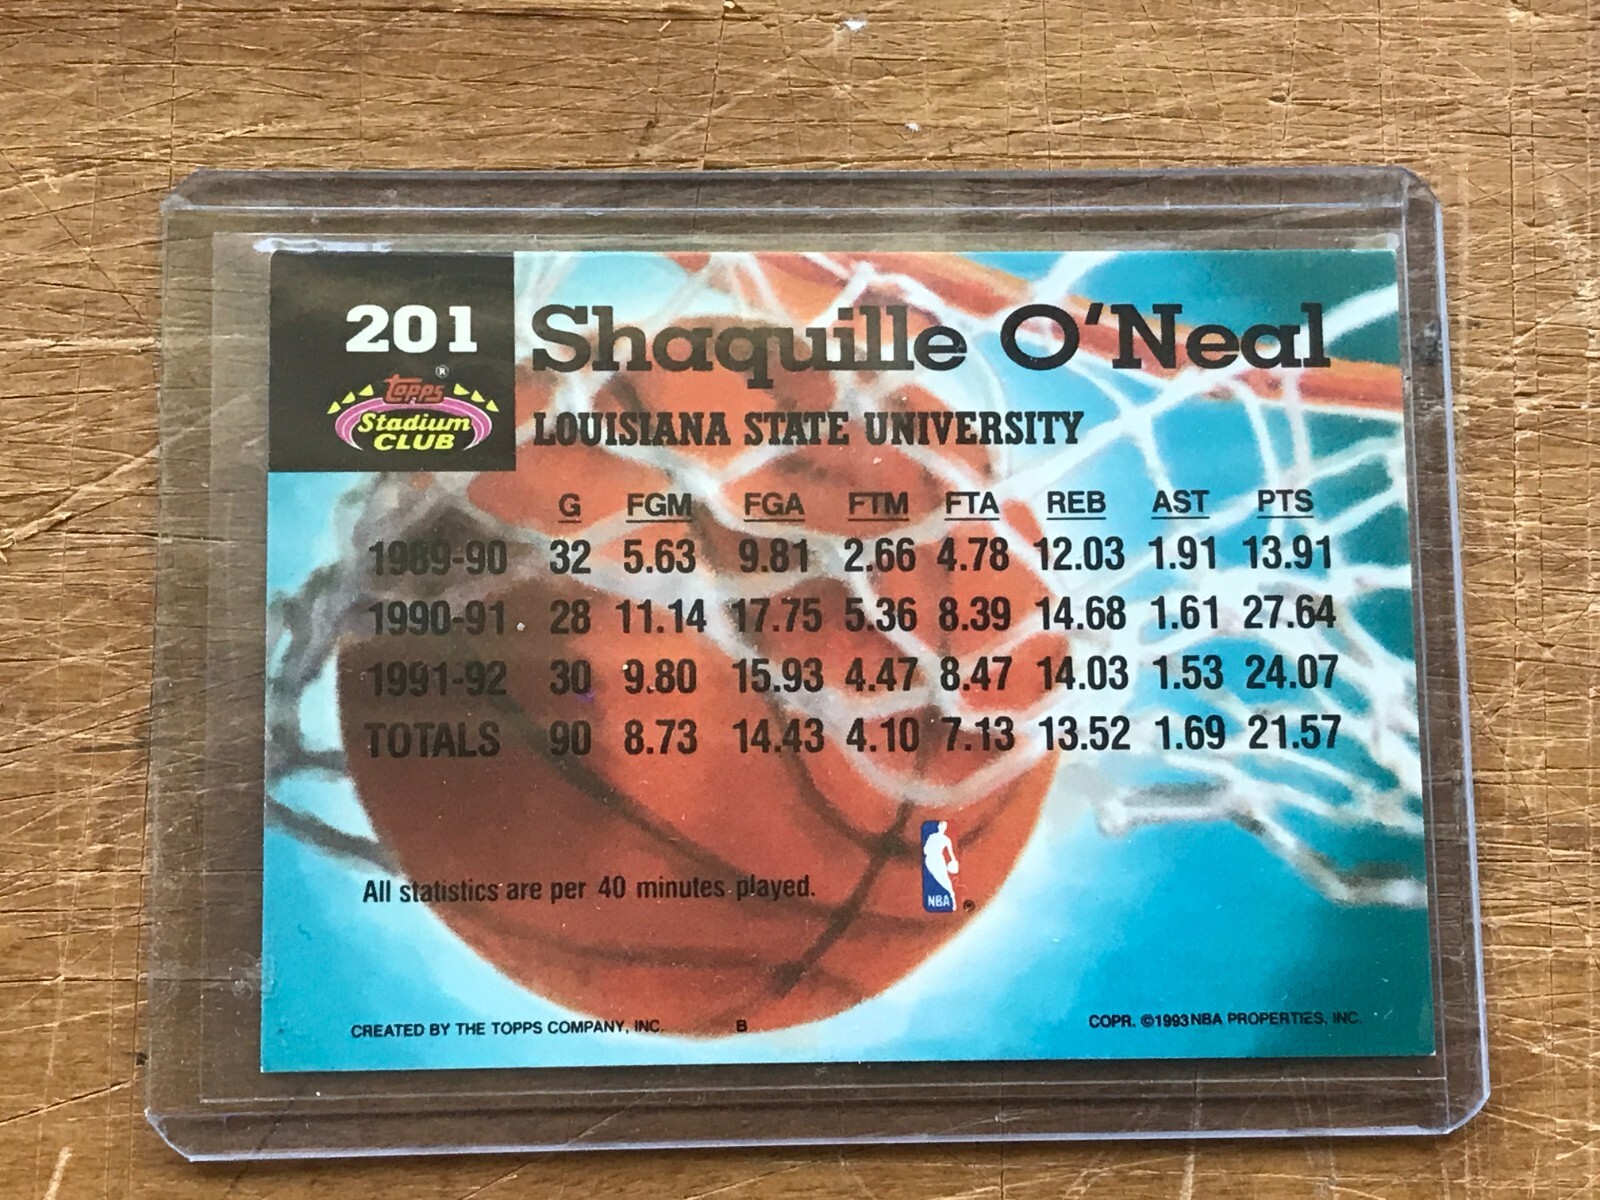 201
Topps®
Stadium
CLUB
Shaquille O'Neal
LOUISIANA STATE UNIVERSITY
G FGM FGA FTM FTA REB AST PTS
1989-90 32 5.63 9.81 2.66 4.78 12.03 1.91 13.91
1990-91 28 11.14 17.75 5.36 8.39 14.68 1.61 27.64
1991-92 30 9.80 15.93 4.47 8.47 14.03 1.53 24.07
TOTALS 90 8.73 14.43 4.10 7.13 13.52 1.69 21.57
All statistics are per 40 minutes played.
NBA
CREATED BY THE TOPPS COMPANY, INC. B
COPR. ©1993 NBA PROPERTIES, INC.